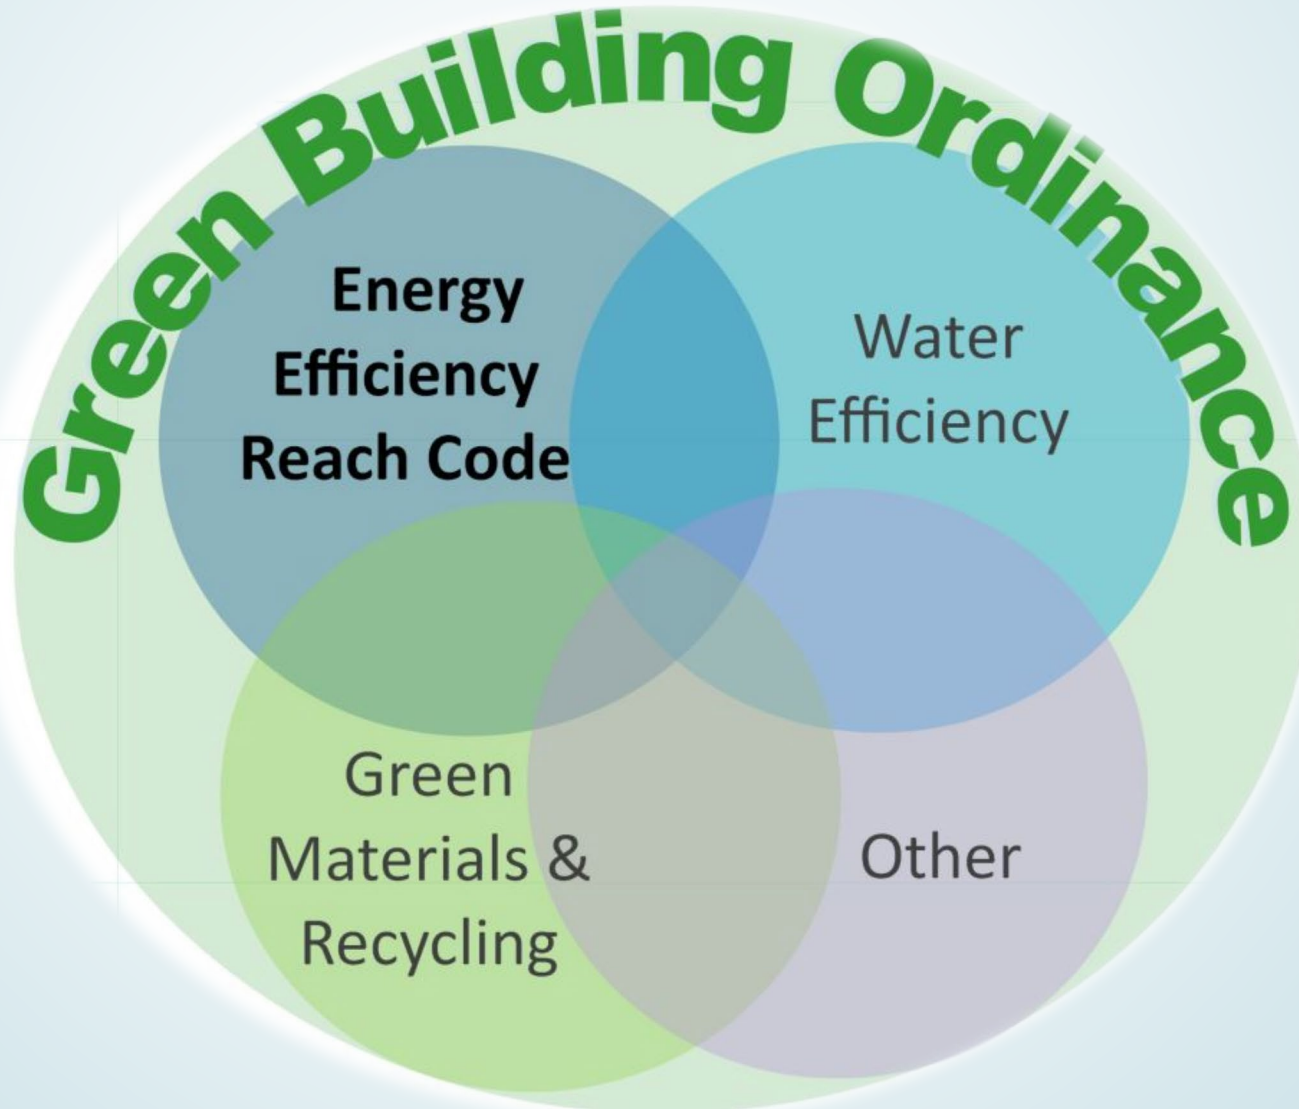 Green Building Ordinance
Energy
Efficiency
Reach Code
Water
Efficiency
Green
Materials &
Recycling
Other